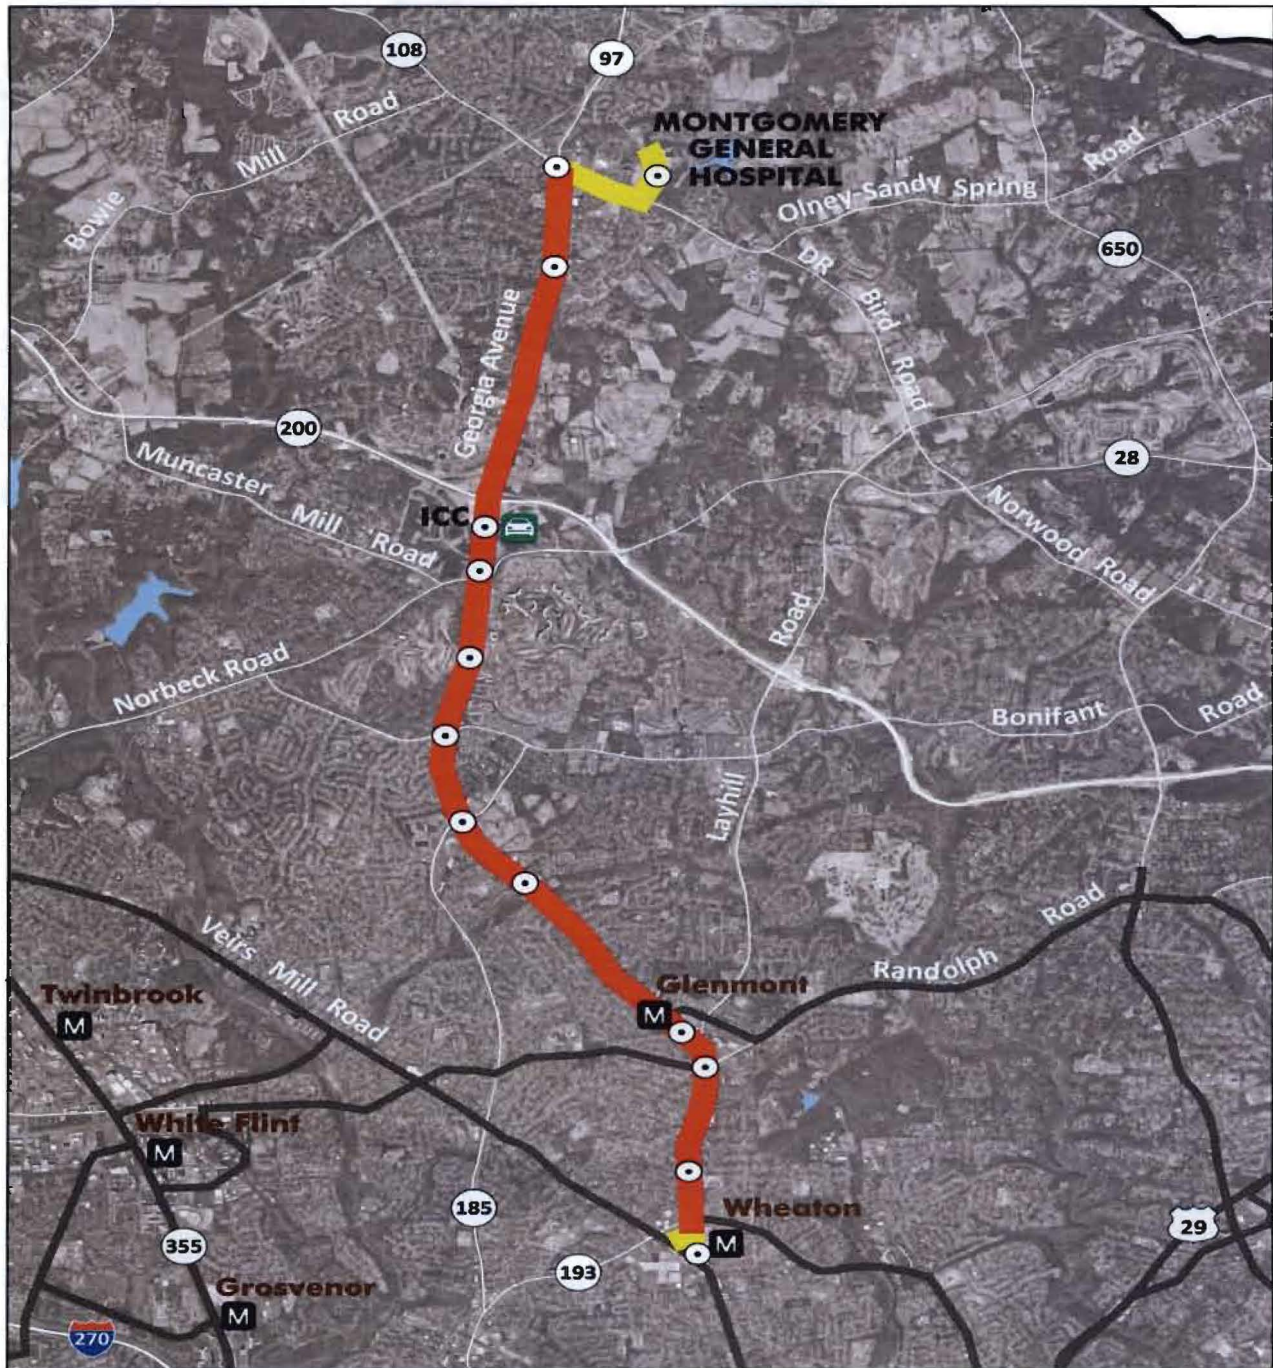 108
97
MONTGOMERY
GENERAL
HOSPITAL
Bowie Mill Road
Olney-Sandy Spring Road
650
DR Bird Road
Georgia Avenue
200
28
Muncaster Mill Road
ICC
Norwood Road
Norbeck Road
Layhill Road
Bonifant Road
Veirs Mill Road
Randolph Road
Twinbrook
M
Glenmont
M
White Flint
M
185
Wheaton
M
29
355
193
Grosvenor
M
270